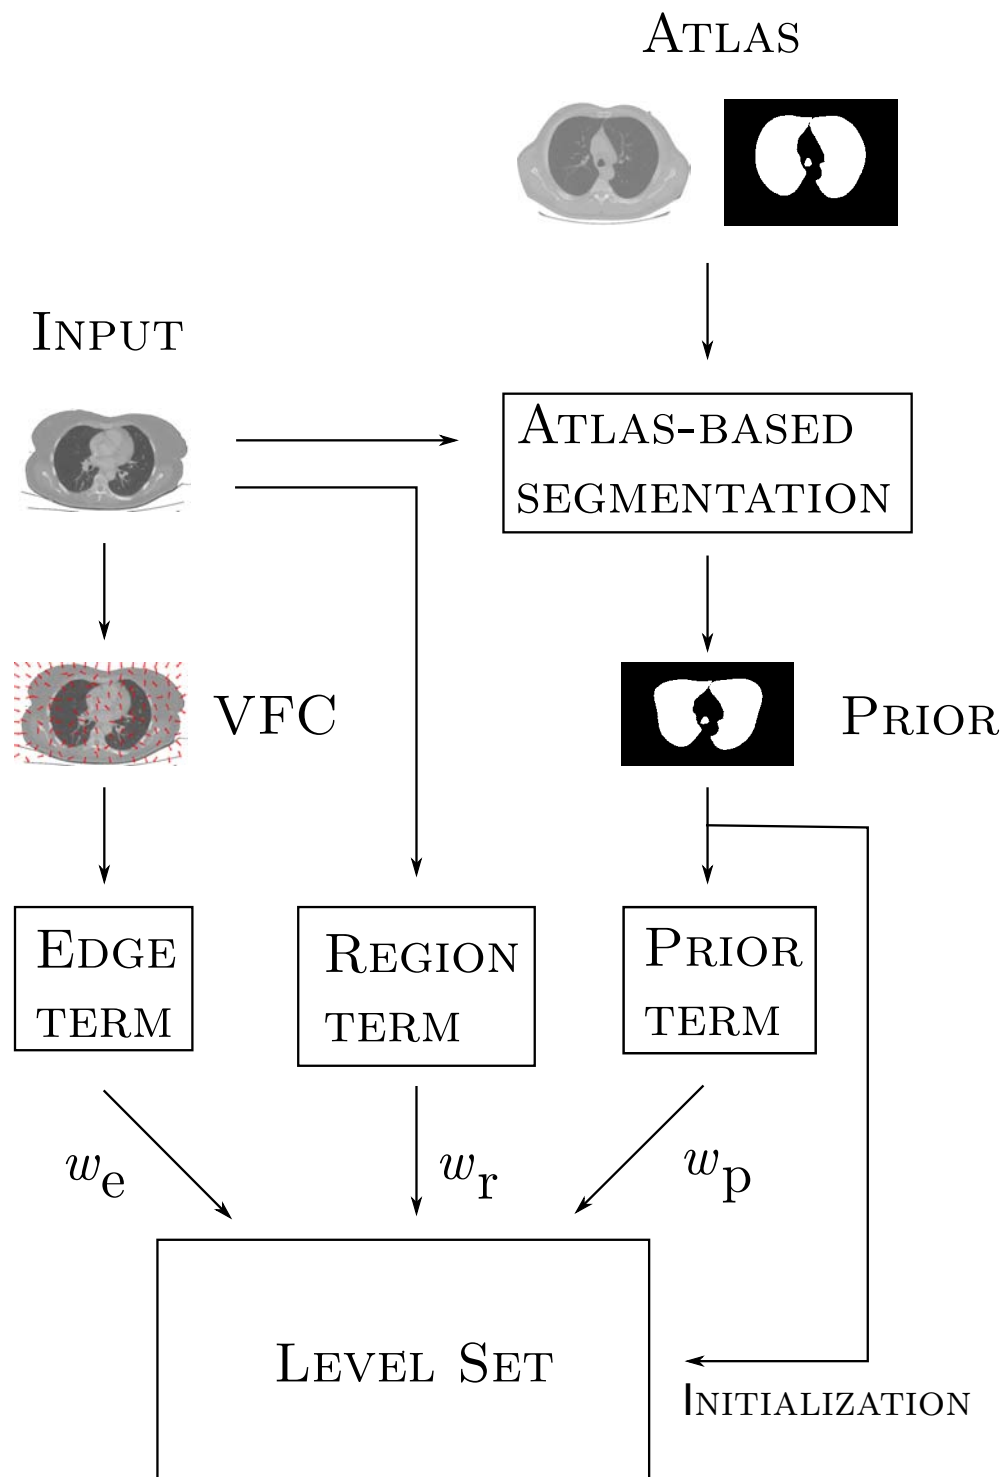 ATLAS
INPUT
ATLAS-BASED
SEGMENTATION
VFC
PRIOR
EDGE
TERM
REGION
TERM
PRIOR
TERM
we
wr
wp
LEVEL SET
INITIALIZATION